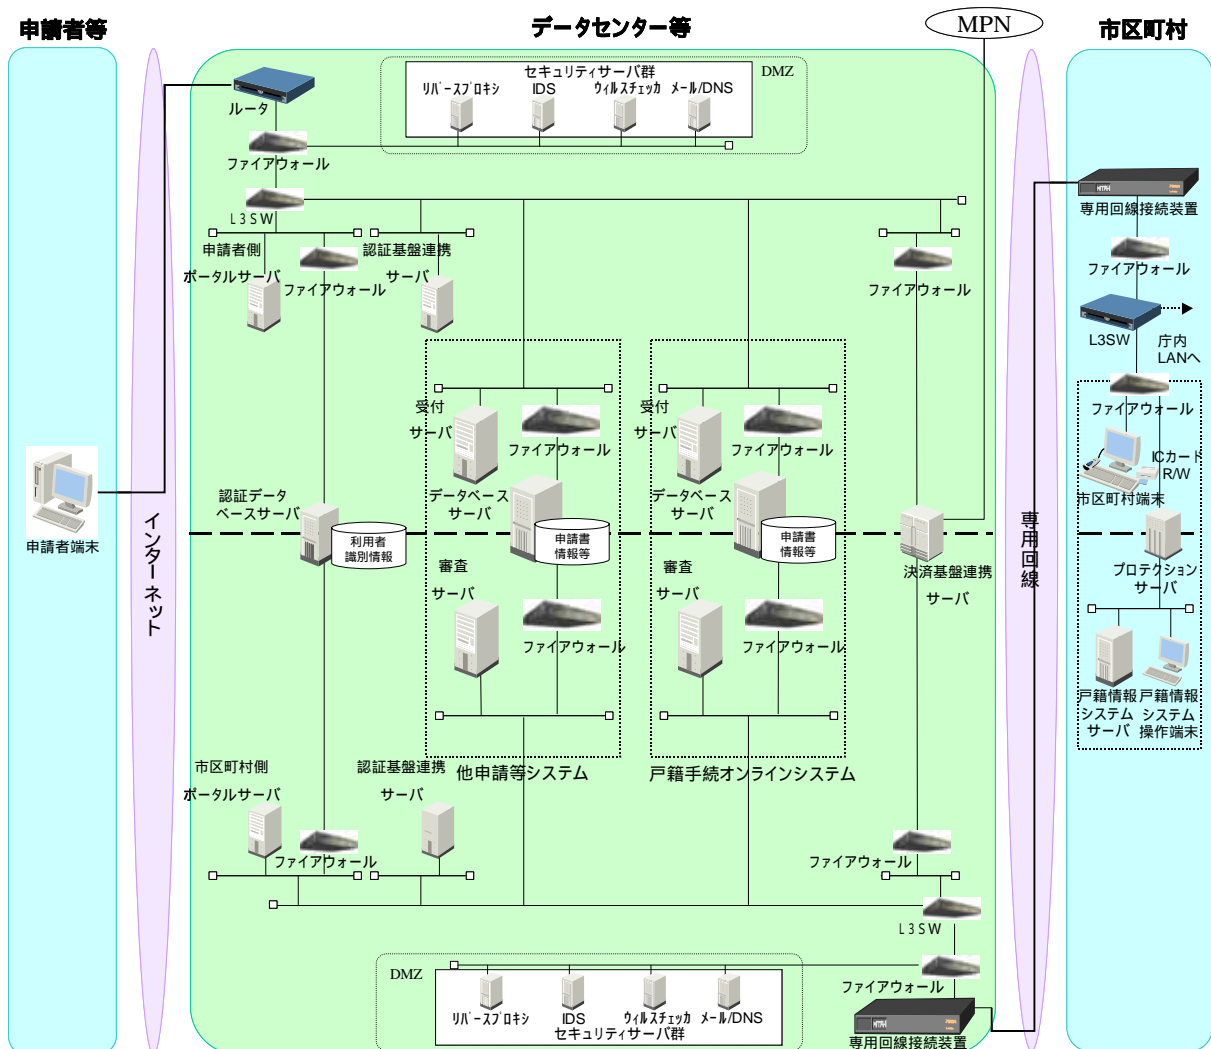 申請者等
データセンター等
MPN
市区町村
セキュリティサーバ群
DMZ
リバースプロキシ
IDS
ウィルスチェッカ
メール/DNS
ルータ
ファイアウォール
L3SW
申請者側
ポータルサーバ
ファイアウォール
認証基盤連携
サーバ
ファイアウォール
専用回線接続装置
ファイアウォール
L3SW
庁内
LANへ
ファイアウォール
ICカード
R/W
市区町村端末
プロテクション
サーバ
戸籍情報
システム
サーバ
戸籍情報
システム
操作端末
受付
サーバ
ファイアウォール
データベース
サーバ
申請書
情報等
審査
サーバ
ファイアウォール
他申請等システム
受付
サーバ
ファイアウォール
データベース
サーバ
申請書
情報等
審査
サーバ
ファイアウォール
戸籍手続オンラインシステム
申請者端末
インターネット
認証データ
ベースサーバ
利用者
識別情報
決済基盤連携
サーバ
専用回線
市区町村側
ポータルサーバ
ファイアウォール
認証基盤連携
サーバ
ファイアウォール
L3SW
ファイアウォール
DMZ
リバースプロキシ
IDS
ウィルスチェッカ
メール/DNS
セキュリティサーバ群
専用回線接続装置